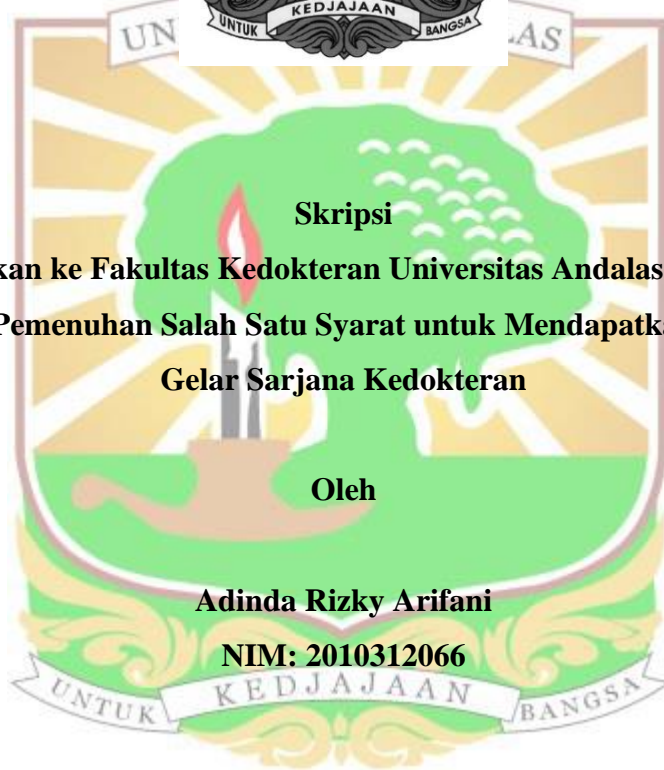 KEDJAJAAN
UNTUK BANGSA
UN AS
Skripsi
kan ke Fakultas Kedokteran Universitas Andalas
Pemenuhan Salah Satu Syarat untuk Mendapatka
Gelar Sarjana Kedokteran
Oleh
Adinda Rizky Arifani
NIM: 2010312066
UNTUK KEDJAJAAN BANGSA